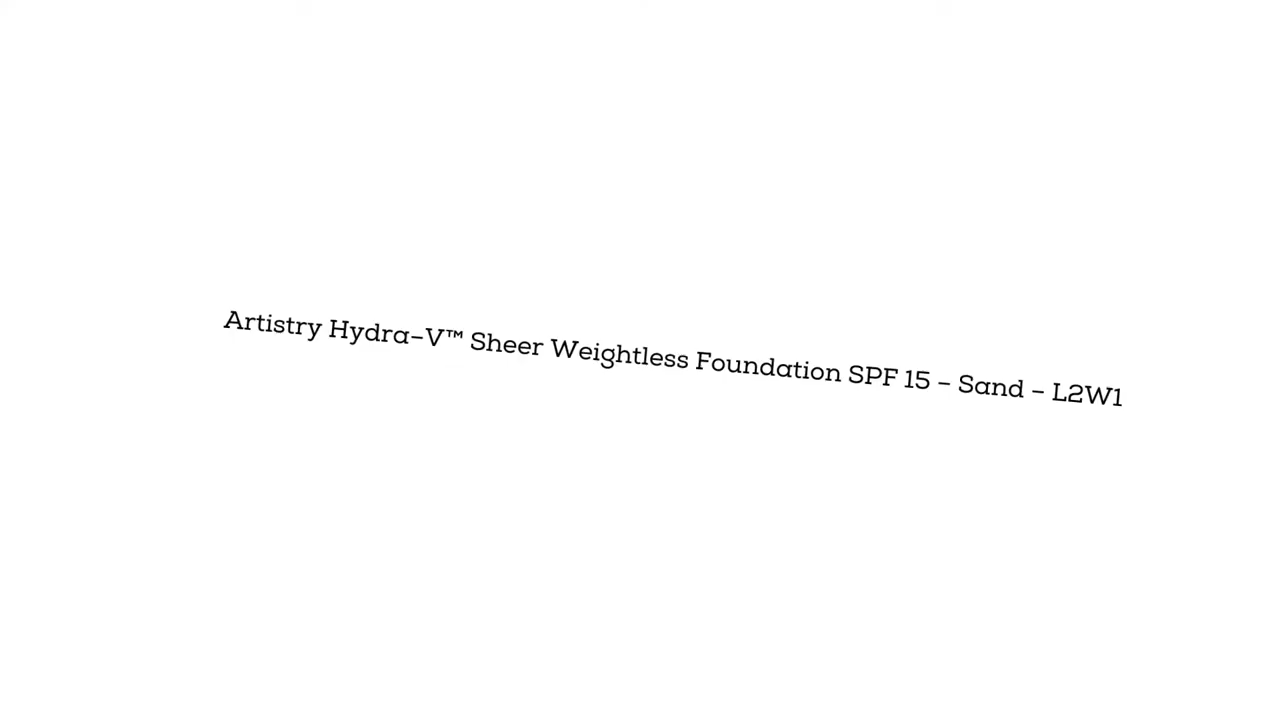 Artistry Hydra-V™ Sheer Weightless Foundation SPF 15 - Sand - L2W1